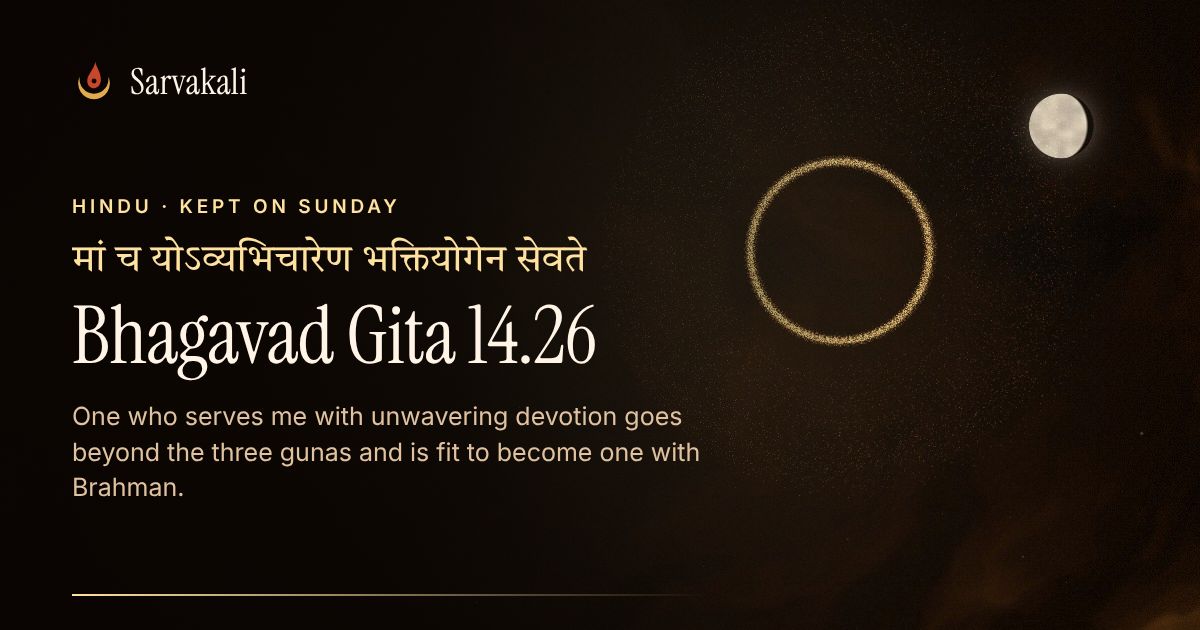 Sarvakali
HINDU · KEPT ON SUNDAY
मां च योऽव्यभिचारेण भक्तियोगेन सेवते
Bhagavad Gita 14.26
One who serves me with unwavering devotion goes
beyond the three gunas and is fit to become one with
Brahman.